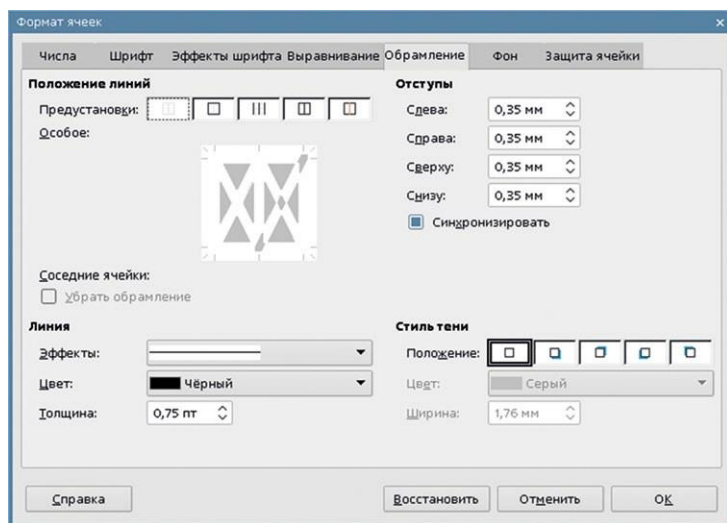 Формат ячеек
Числа Шрифт Эффекты шрифта Выравнивание Обрамление Фон Защита ячейки
Положение линий
Предустановки:
Особое:
Соседние ячейки:
Убрать обрамление
Отступы
Слева: 0,35 мм
Справа: 0,35 мм
Сверху: 0,35 мм
Снизу: 0,35 мм
Синхронизировать
Линия
Эффекты:
Цвет: Чёрный
Толщина: 0,75 пт
Стиль тени
Положение:
Цвет: Серый
Ширина: 1,76 мм
Справка Восстановить Отменить ОК